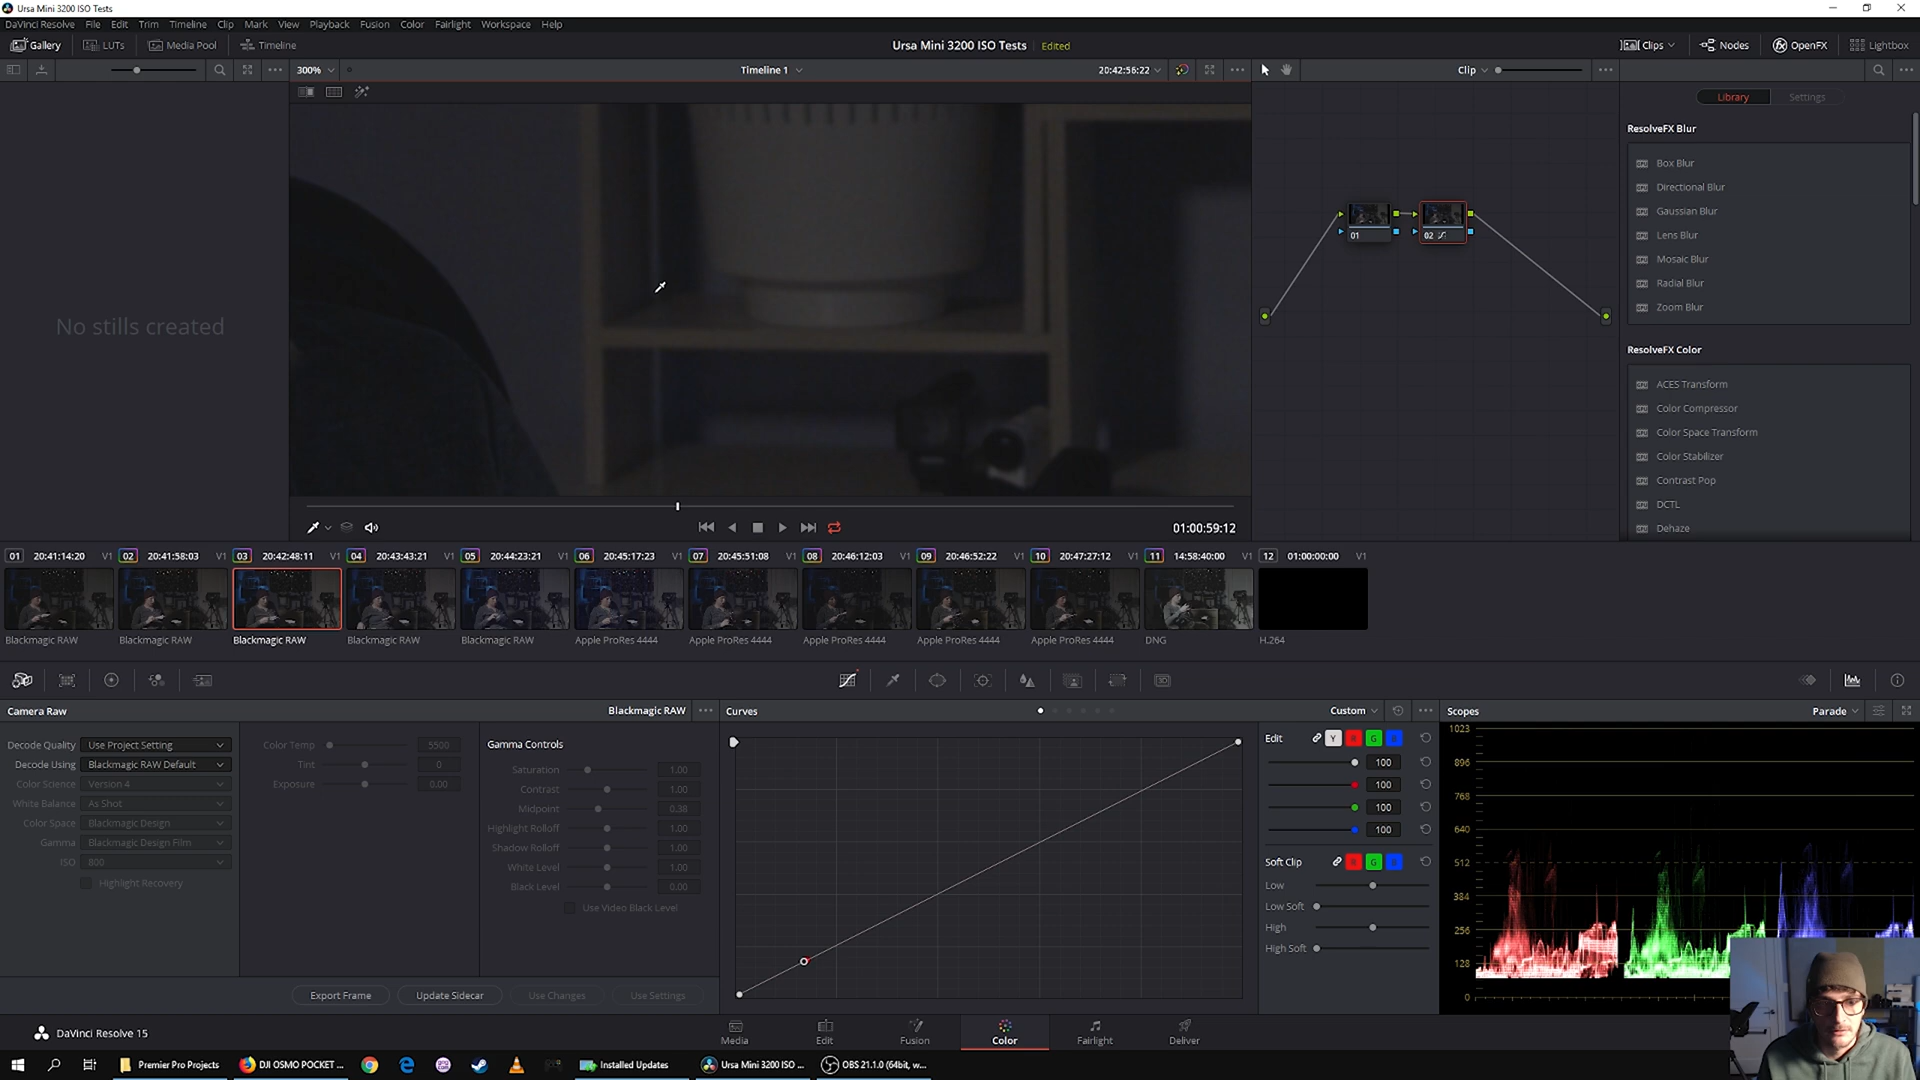 Ursa Mini 3200 ISO Tests
DaVinci Resolve File Edit Trim Timeline Clip Mark View Playback Fusion Color Fairlight Workspace Help
Gallery LUTs Media Pool Timeline Ursa Mini 3200 ISO Tests Edited Clips Nodes OpenFX Lightbox
300% Timeline 1 20:42:56:22 Clip
Library Settings
ResolveFX Blur
Box Blur
Directional Blur
Gaussian Blur
Lens Blur
Mosaic Blur
Radial Blur
Zoom Blur
ResolveFX Color
ACES Transform
Color Compressor
Color Space Transform
Color Stabilizer
Contrast Pop
DCTL
Dehaze
No stills created
01
02
01:00:59:12
01 20:41:14:20 V1 02 20:41:58:03 V1 03 20:42:48:11 V1 04 20:43:43:21 V1 05 20:44:23:21 V1 06 20:45:17:23 V1 07 20:45:51:08 V1 08 20:46:12:03 V1 09 20:46:52:22 V1 10 20:47:27:12 V1 11 14:58:40:00 V1 12 01:00:00:00 V1
Blackmagic RAW Blackmagic RAW Blackmagic RAW Blackmagic RAW Blackmagic RAW Apple ProRes 4444 Apple ProRes 4444 Apple ProRes 4444 Apple ProRes 4444 Apple ProRes 4444 DNG H.264
Camera Raw Blackmagic RAW
Decode Quality Use Project Setting
Decode Using Blackmagic RAW Default
Color Science Version 4
White Balance As Shot
Color Space Blackmagic Design
Gamma Blackmagic Design Film
ISO 800
Highlight Recovery
Color Temp 5500
Tint 0
Exposure 0.00
Gamma Controls
Saturation 1.00
Contrast 1.00
Midpoint 0.38
Highlight Rolloff 1.00
Shadow Rolloff 1.00
White Level 1.00
Black Level 0.00
Use Video Black Level
Export Frame Update Sidecar Use Changes Use Settings
Curves Custom
Edit Y R G B
100
100
100
100
Soft Clip R G B
Low
Low Soft
High
High Soft
Scopes Parade
1023
896
768
640
512
384
256
128
0
DaVinci Resolve 15
Media Edit Fusion Color Fairlight Deliver
Premier Pro Projects DJI OSMO POCKET ... Installed Updates Ursa Mini 3200 ISO ... OBS 21.1.0 (64bit, w...